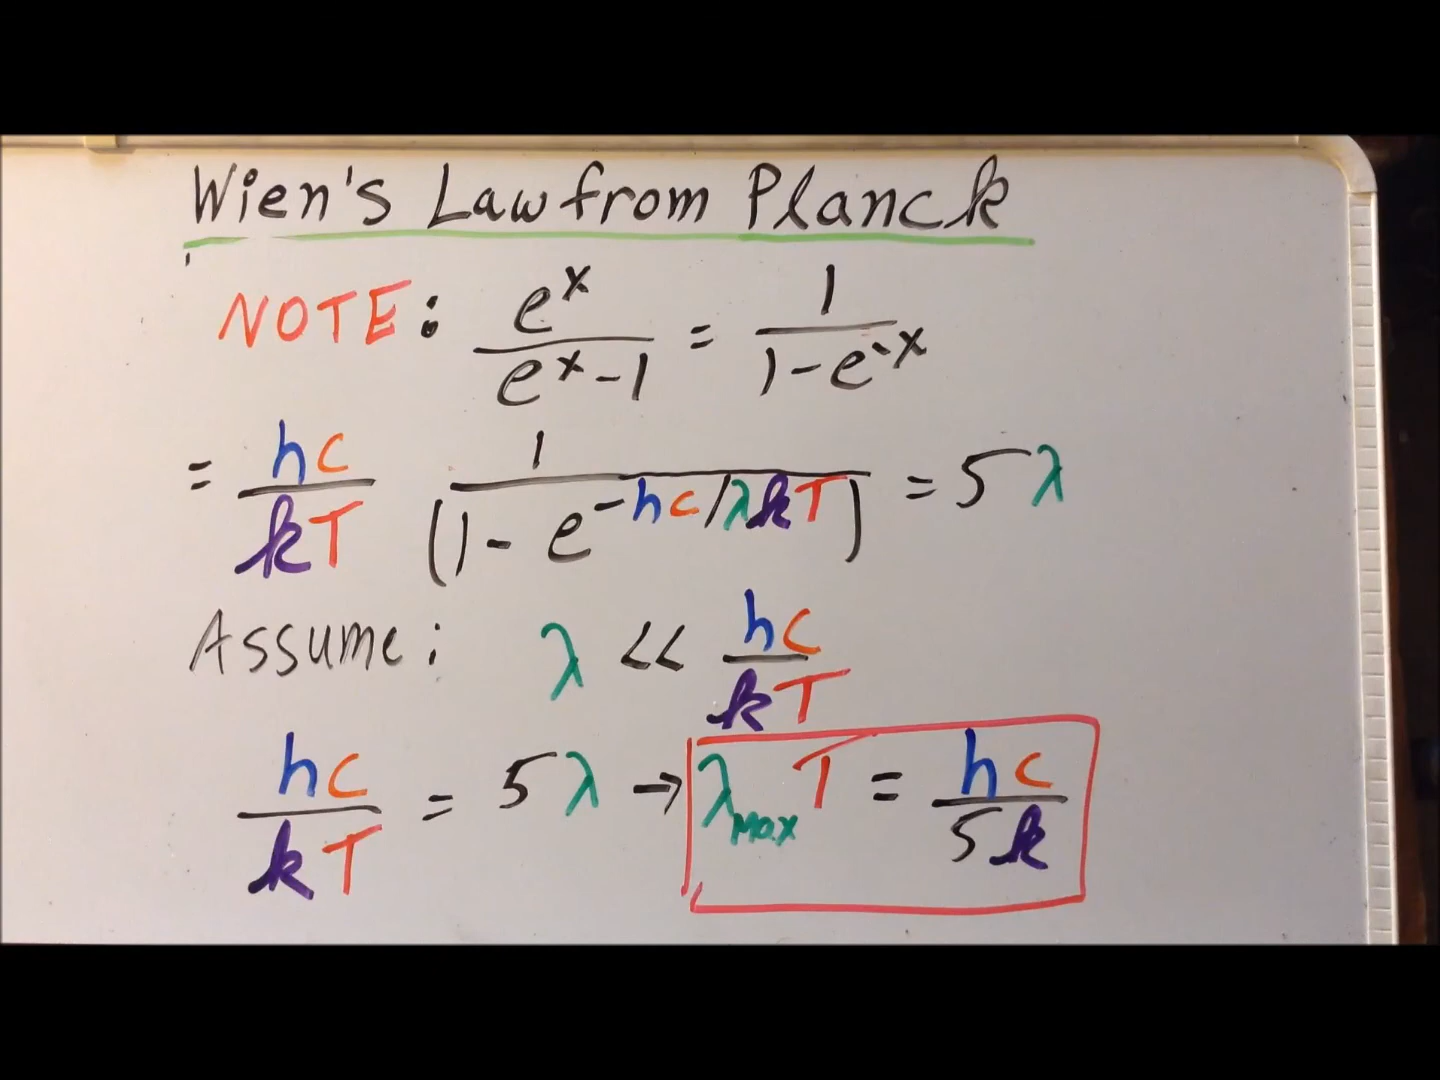 Wien's Law from Planck
NOTE: e^x/(e^x-1) = 1/(1-e^-x)
= hc/kT 1/(1-e^-hc/λkT) = 5λ
Assume: λ << hc/kT
hc/kT = 5λ → λ_Max T = hc/5k